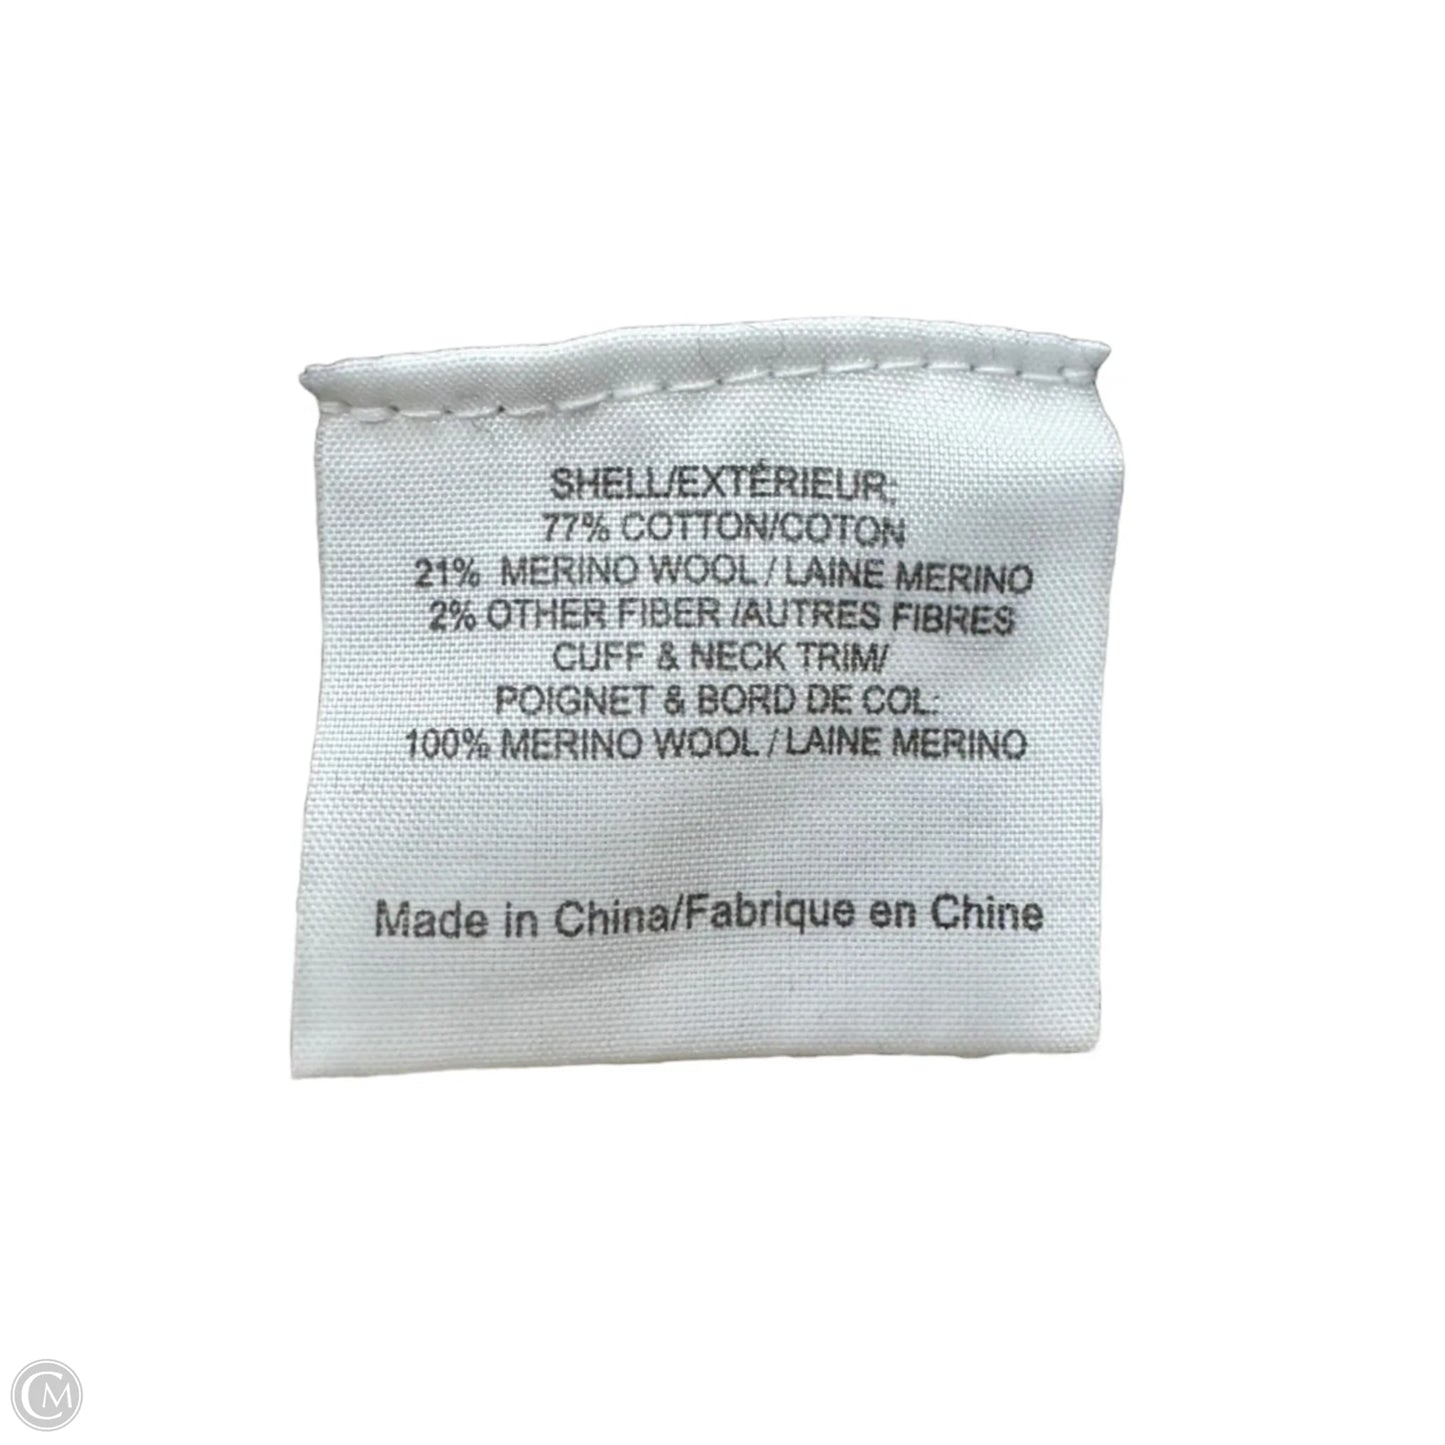 SHELL/EXTÉRIEUR:
77% COTTON/COTON
21% MERINO WOOL / LAINE MERINO
2% OTHER FIBER /AUTRES FIBRES
CUFF & NECK TRIM/
POIGNET & BORD DE COL:
100% MERINO WOOL / LAINE MERINO
Made in China/Fabrique en Chine
CM